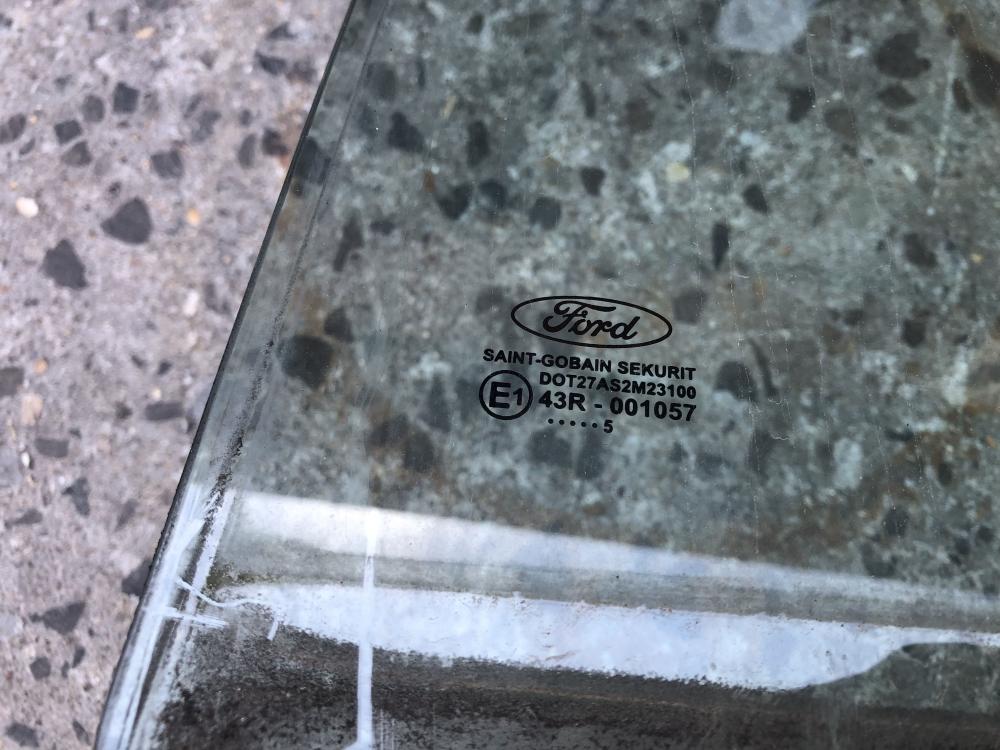 Ford
SAINT-GOBAIN SEKURIT
DOT27AS2M23100
E1 43R - 001057
.....5